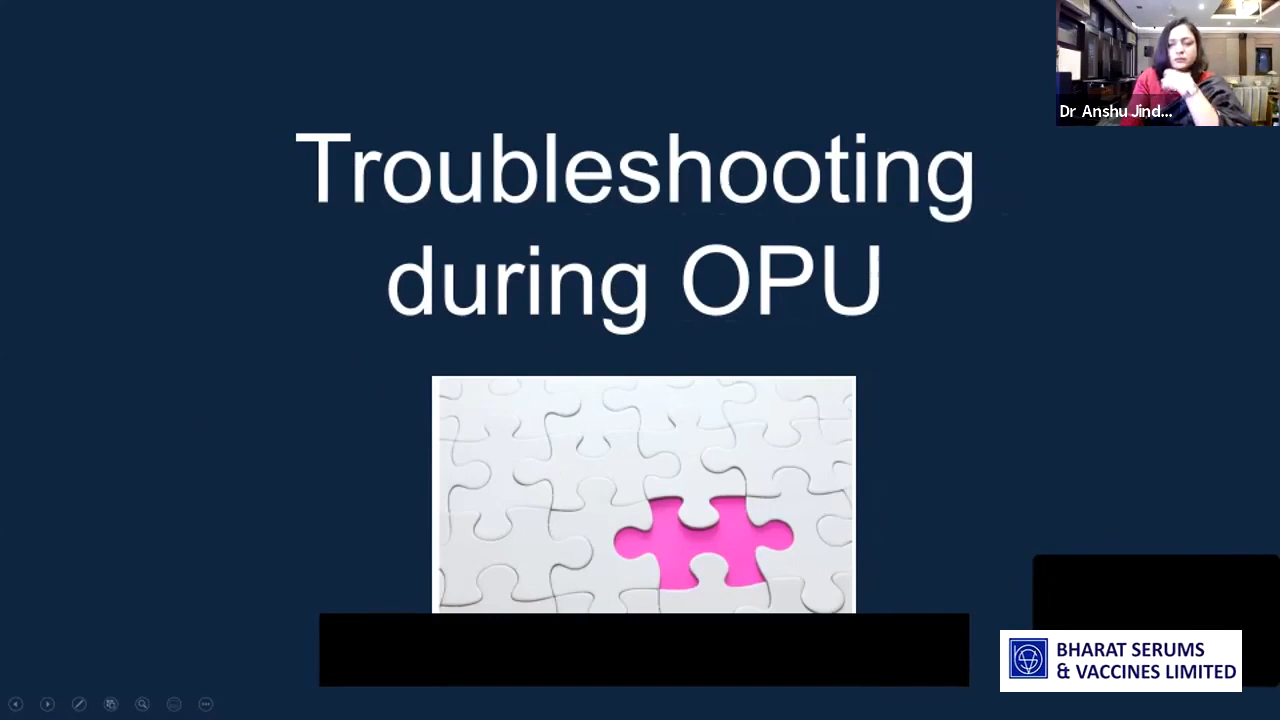 Troubleshooting
during OPU
Dr Anshu Jind...
BHARAT SERUMS
& VACCINES LIMITED